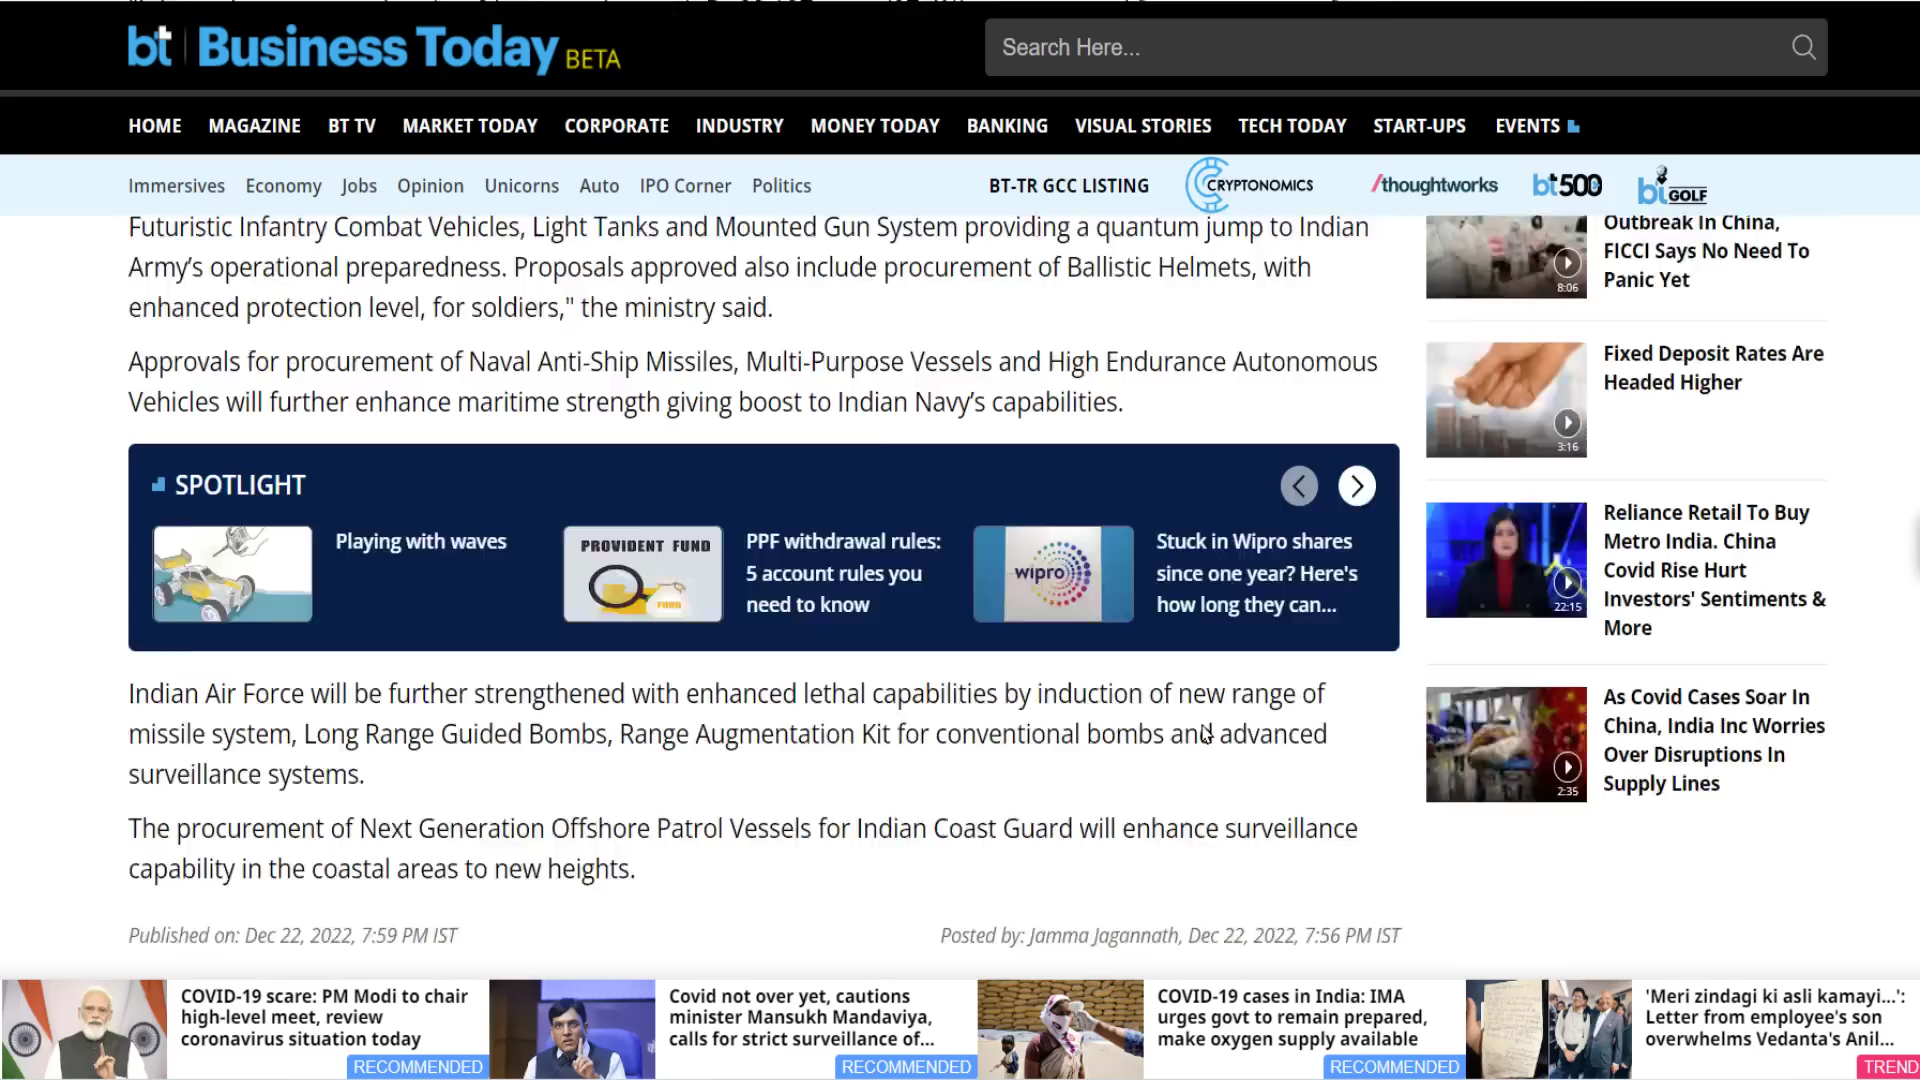 bt Business Today BETA
Search Here...
HOME MAGAZINE BT TV MARKET TODAY CORPORATE INDUSTRY MONEY TODAY BANKING VISUAL STORIES TECH TODAY START-UPS EVENTS
Immersives Economy Jobs Opinion Unicorns Auto IPO Corner Politics BT-TR GCC LISTING CRYPTONOMICS /thoughtworks bt500 bt GOLF
Futuristic Infantry Combat Vehicles, Light Tanks and Mounted Gun System providing a quantum jump to Indian
Army's operational preparedness. Proposals approved also include procurement of Ballistic Helmets, with
enhanced protection level, for soldiers," the ministry said.
Approvals for procurement of Naval Anti-Ship Missiles, Multi-Purpose Vessels and High Endurance Autonomous
Vehicles will further enhance maritime strength giving boost to Indian Navy's capabilities.
SPOTLIGHT
Playing with waves
PROVIDENT FUND
FUND
PPF withdrawal rules:
5 account rules you
need to know
wipro
Stuck in Wipro shares
since one year? Here's
how long they can...
Indian Air Force will be further strengthened with enhanced lethal capabilities by induction of new range of
missile system, Long Range Guided Bombs, Range Augmentation Kit for conventional bombs and advanced
surveillance systems.
The procurement of Next Generation Offshore Patrol Vessels for Indian Coast Guard will enhance surveillance
capability in the coastal areas to new heights.
Published on: Dec 22, 2022, 7:59 PM IST
Posted by: Jamma Jagannath, Dec 22, 2022, 7:56 PM IST
Outbreak In China,
FICCI Says No Need To
Panic Yet
8:06
Fixed Deposit Rates Are
Headed Higher
3:16
Reliance Retail To Buy
Metro India. China
Covid Rise Hurt
Investors' Sentiments &
More
22:15
As Covid Cases Soar In
China, India Inc Worries
Over Disruptions In
Supply Lines
2:35
COVID-19 scare: PM Modi to chair
high-level meet, review
coronavirus situation today
RECOMMENDED
Covid not over yet, cautions
minister Mansukh Mandaviya,
calls for strict surveillance of...
RECOMMENDED
COVID-19 cases in India: IMA
urges govt to remain prepared,
make oxygen supply available
RECOMMENDED
'Meri zindagi ki asli kamayi...':
Letter from employee's son
overwhelms Vedanta's Anil...
TREND